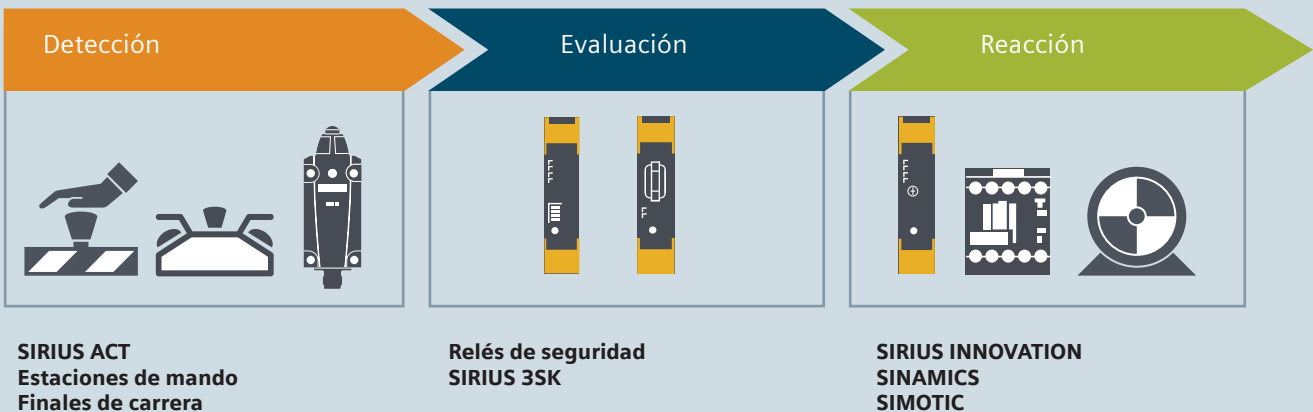 Detección
Evaluación
Reacción
SIRIUS ACT
Estaciones de mando
Finales de carrera
Relés de seguridad
SIRIUS 3SK
SIRIUS INNOVATION
SINAMICS
SIMOTIC